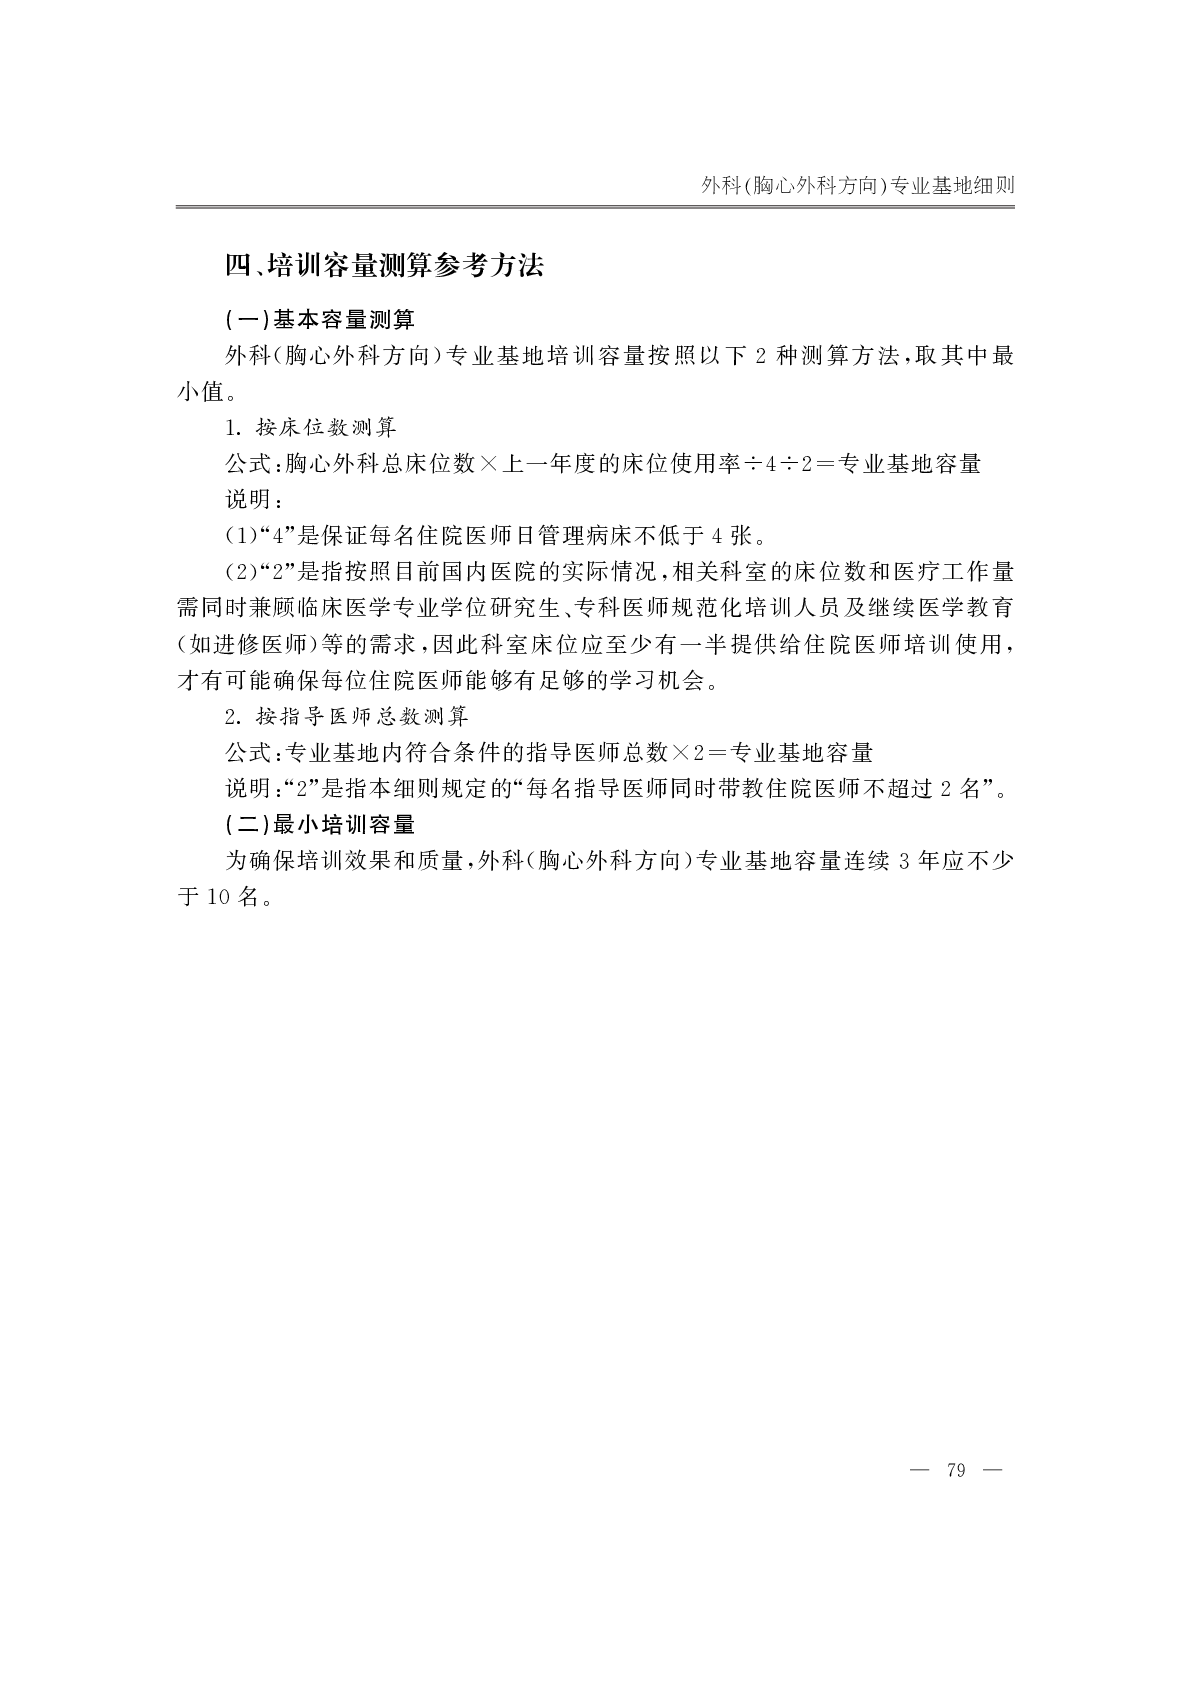 外科(胸心外科方向)专业基地细则
四、培训容量测算参考方法
(一)基本容量测算
外科(胸心外科方向)专业基地培训容量按照以下 2 种测算方法,取其中最
小值。
1. 按床位数测算
公式:胸心外科总床位数×上一年度的床位使用率÷4÷2=专业基地容量
说明:
(1)“4”是保证每名住院医师日管理病床不低于 4 张。
(2)“2”是指按照目前国内医院的实际情况,相关科室的床位数和医疗工作量
需同时兼顾临床医学专业学位研究生、专科医师规范化培训人员及继续医学教育
(如进修医师)等的需求,因此科室床位应至少有一半提供给住院医师培训使用,
才有可能确保每位住院医师能够有足够的学习机会。
2. 按指导医师总数测算
公式:专业基地内符合条件的指导医师总数×2=专业基地容量
说明:“2”是指本细则规定的“每名指导医师同时带教住院医师不超过 2 名”。
(二)最小培训容量
为确保培训效果和质量,外科(胸心外科方向)专业基地容量连续 3 年应不少
于 10 名。
— 79 —